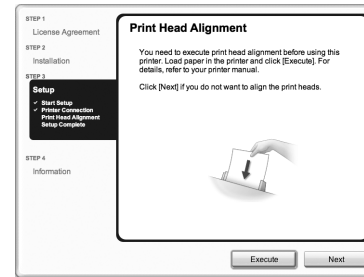 STEP 1
License Agreement
STEP 2
Installation
STEP 3
Setup
✓ Start Setup
✓ Printer Connection
Print Head Alignment
Setup Complete
STEP 4
Information
Print Head Alignment
You need to execute print head alignment before using this
printer. Load paper in the printer and click [Execute]. For
details, refer to your printer manual.
Click [Next] if you do not want to align the print heads.
Execute
Next